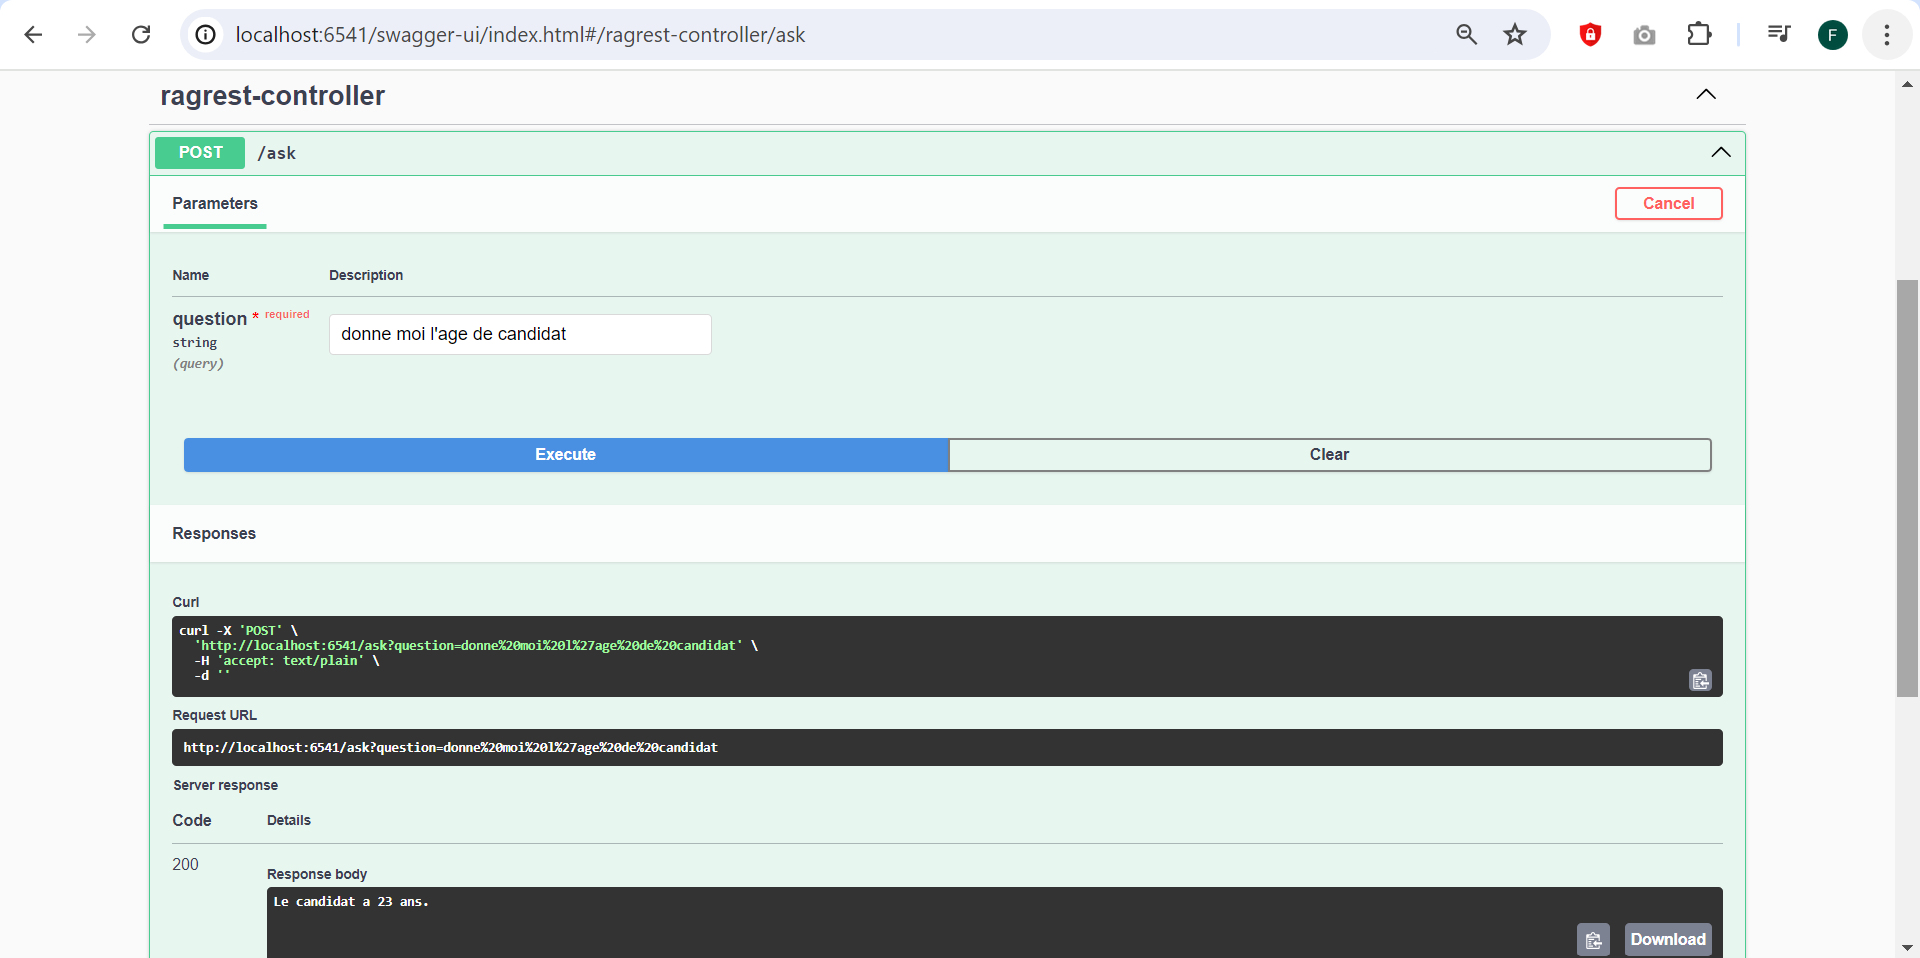 localhost:6541/swagger-ui/index.html#/ragrest-controller/ask
F
ragrest-controller
POST /ask
Parameters
Cancel
Name Description
question * required
string
(query)
donne moi l'age de candidat
Execute Clear
Responses
Curl
curl -X 'POST' \
'http://localhost:6541/ask?question=donne%20moi%20l%27age%20de%20candidat' \
-H 'accept: text/plain' \
-d ''
Request URL
http://localhost:6541/ask?question=donne%20moi%20l%27age%20de%20candidat
Server response
Code Details
200
Response body
Le candidat a 23 ans.
Download